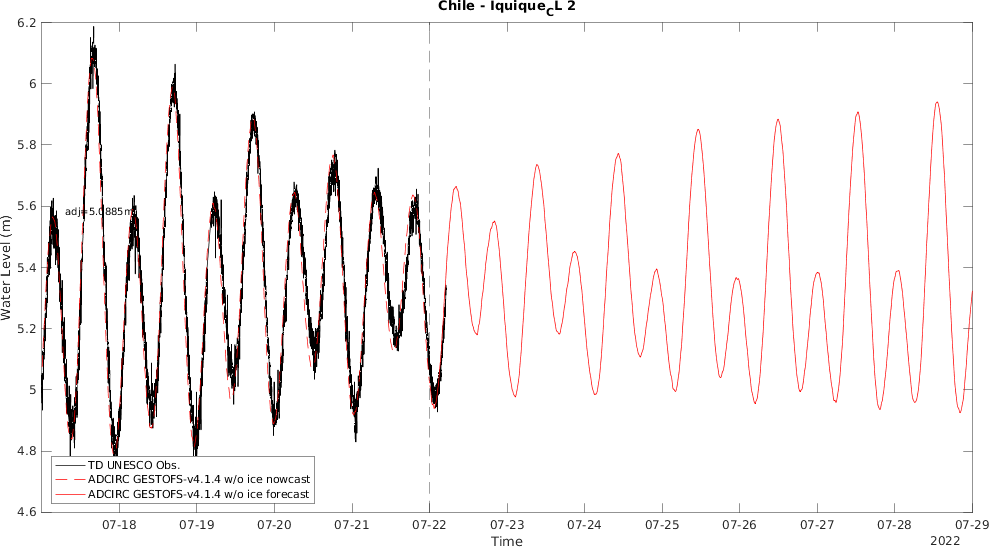 Chile - Iquique_CL 2
6.2
6
5.8
5.6
5.4
5.2
5
4.8
4.6
Water Level (m)
adj=5.0885m
TD UNESCO Obs.
ADCIRC GESTOFS-v4.1.4 w/o ice nowcast
ADCIRC GESTOFS-v4.1.4 w/o ice forecast
07-18 07-19 07-20 07-21 07-22 07-23 07-24 07-25 07-26 07-27 07-28 07-29
Time
2022